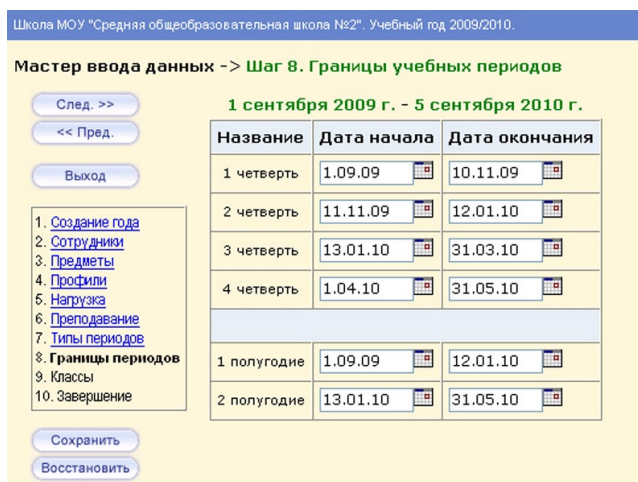 Школа МОУ "Средняя общеобразовательная школа №2". Учебный год 2009/2010.
Мастер ввода данных -> Шаг 8. Границы учебных периодов
След. >>
<< Пред.
Выход
1. Создание года
2. Сотрудники
3. Предметы
4. Профили
5. Нагрузка
6. Преподавание
7. Типы периодов
8. Границы периодов
9. Классы
10. Завершение
Сохранить
Восстановить
1 сентября 2009 г. - 5 сентября 2010 г.
Название Дата начала Дата окончания
1 четверть 1.09.09 10.11.09
2 четверть 11.11.09 12.01.10
3 четверть 13.01.10 31.03.10
4 четверть 1.04.10 31.05.10
1 полугодие 1.09.09 12.01.10
2 полугодие 13.01.10 31.05.10